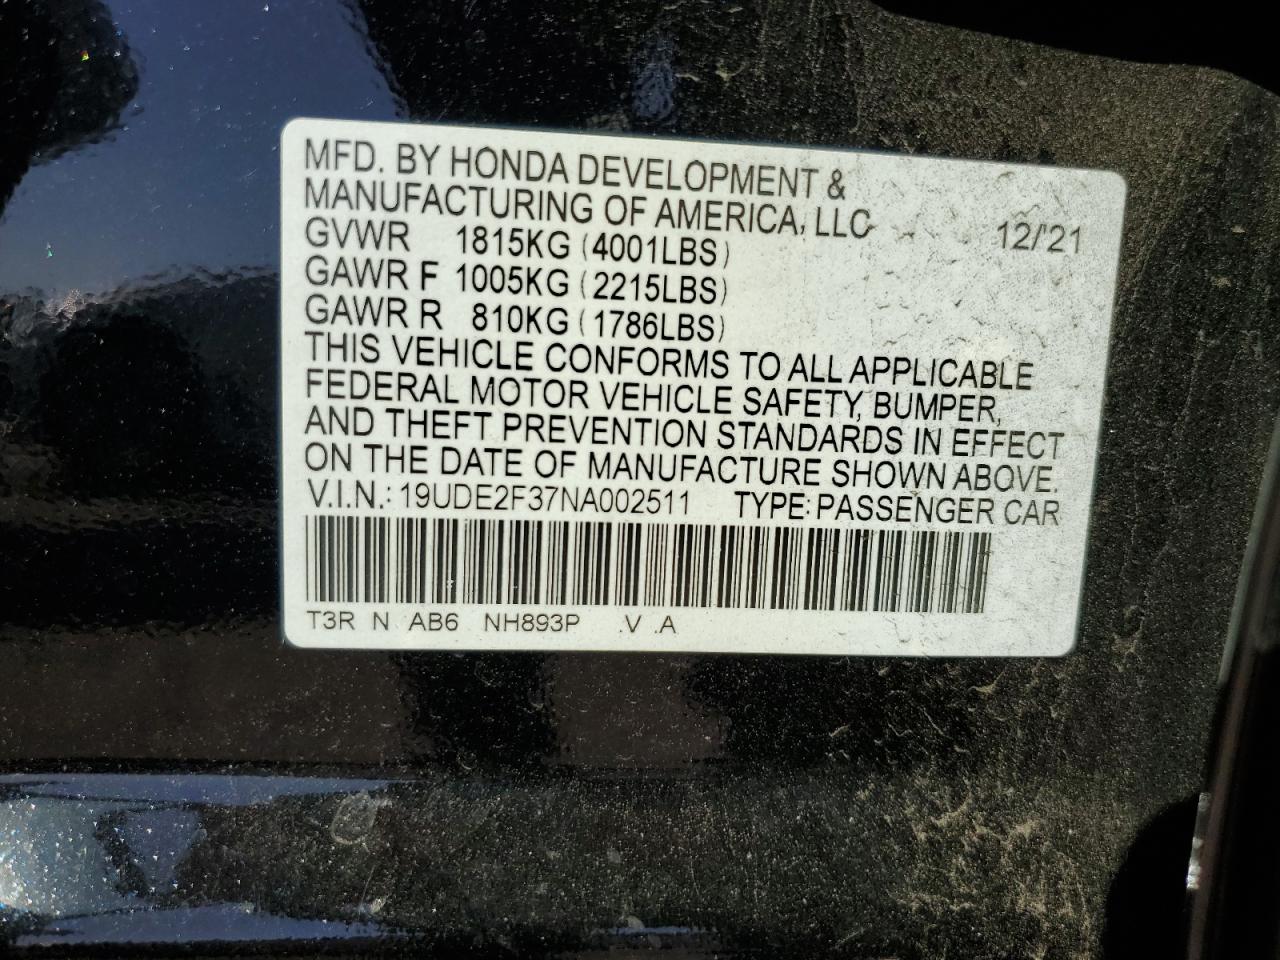 MFD. BY HONDA DEVELOPMENT &
MANUFACTURING OF AMERICA, LLC 12/'21
GVWR 1815KG (4001LBS)
GAWR F 1005KG (2215LBS)
GAWR R 810KG (1786LBS)
THIS VEHICLE CONFORMS TO ALL APPLICABLE
FEDERAL MOTOR VEHICLE SAFETY, BUMPER,
AND THEFT PREVENTION STANDARDS IN EFFECT
ON THE DATE OF MANUFACTURE SHOWN ABOVE.
V.I.N.: 19UDE2F37NA002511 TYPE: PASSENGER CAR
T3R N AB6 NH893P .V .A